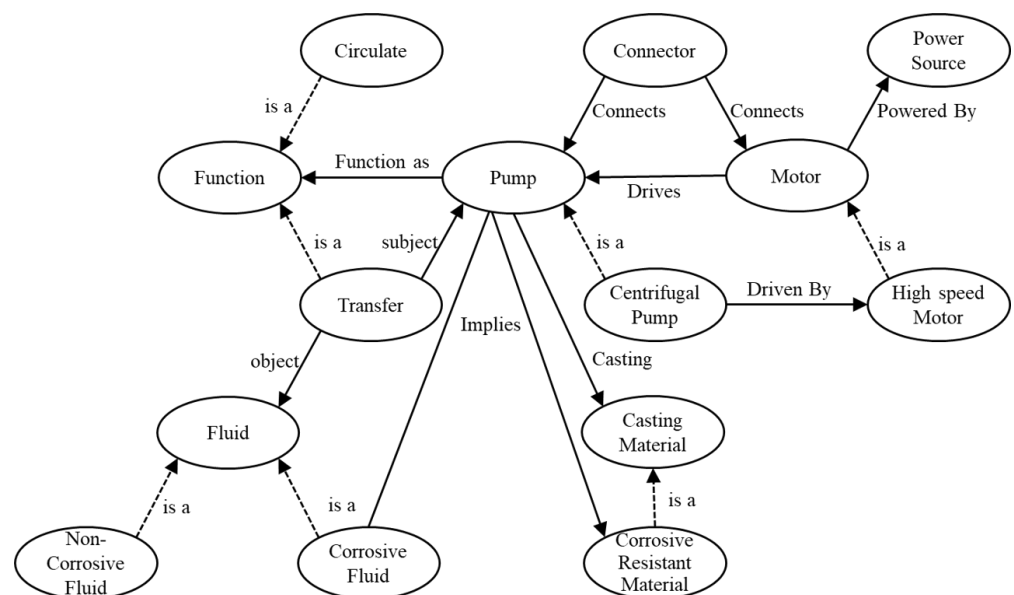 Circulate
Connector
Power
Source
is a
Connects
Connects
Powered By
Function
Function as
Pump
Drives
Motor
is a
subject
is a
is a
Transfer
Centrifugal
Pump
Driven By
High speed
Motor
Implies
object
Casting
Fluid
Casting
Material
is a
is a
is a
Non-
Corrosive
Fluid
Corrosive
Fluid
Corrosive
Resistant
Material